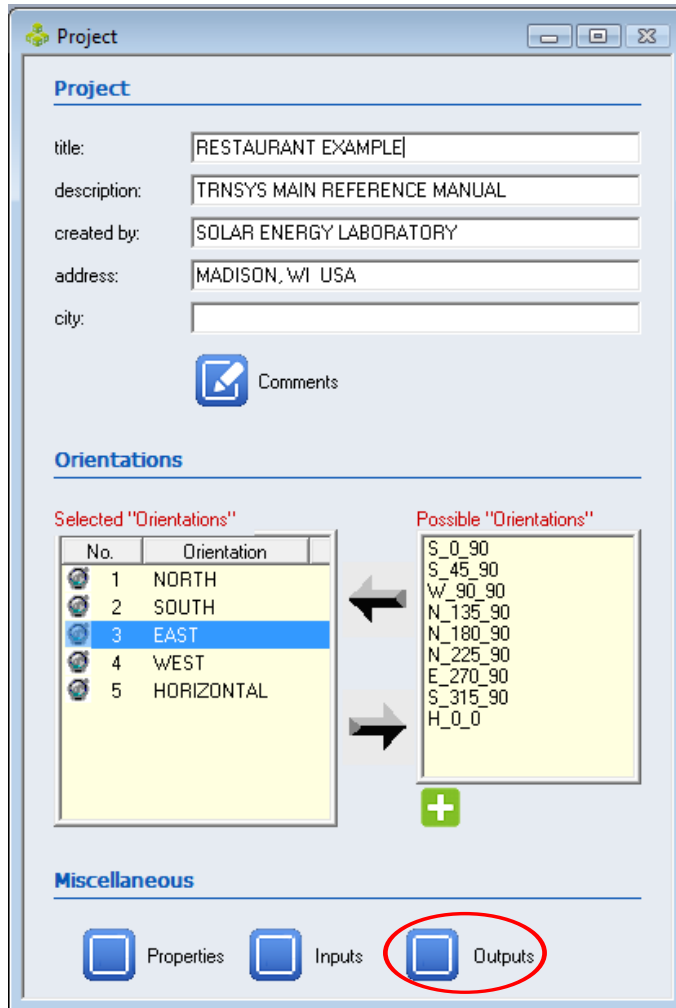 Project
Project
title: RESTAURANT EXAMPLE
description: TRNSYS MAIN REFERENCE MANUAL
created by: SOLAR ENERGY LABORATORY
address: MADISON, WI USA
city:
Comments
Orientations
Selected "Orientations"
No. Orientation
1 NORTH
2 SOUTH
3 EAST
4 WEST
5 HORIZONTAL
Possible "Orientations"
S_0_90
S_45_90
W_90_90
N_135_90
N_180_90
N_225_90
E_270_90
S_315_90
H_0_0
Miscellaneous
Properties Inputs Outputs